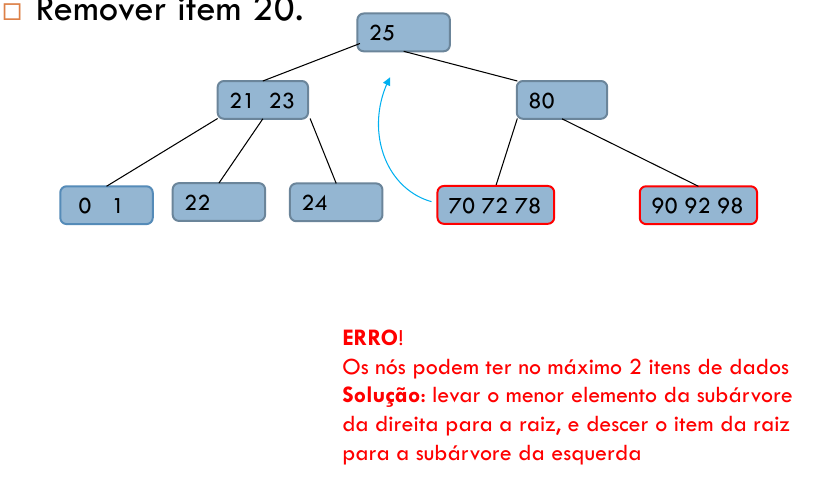 Remover item 20.
25
21 23
80
0 1
22
24
70 72 78
90 92 98
ERRO!
Os nós podem ter no máximo 2 itens de dados
Solução: levar o menor elemento da subárvore
da direita para a raiz, e descer o item da raiz
para a subárvore da esquerda